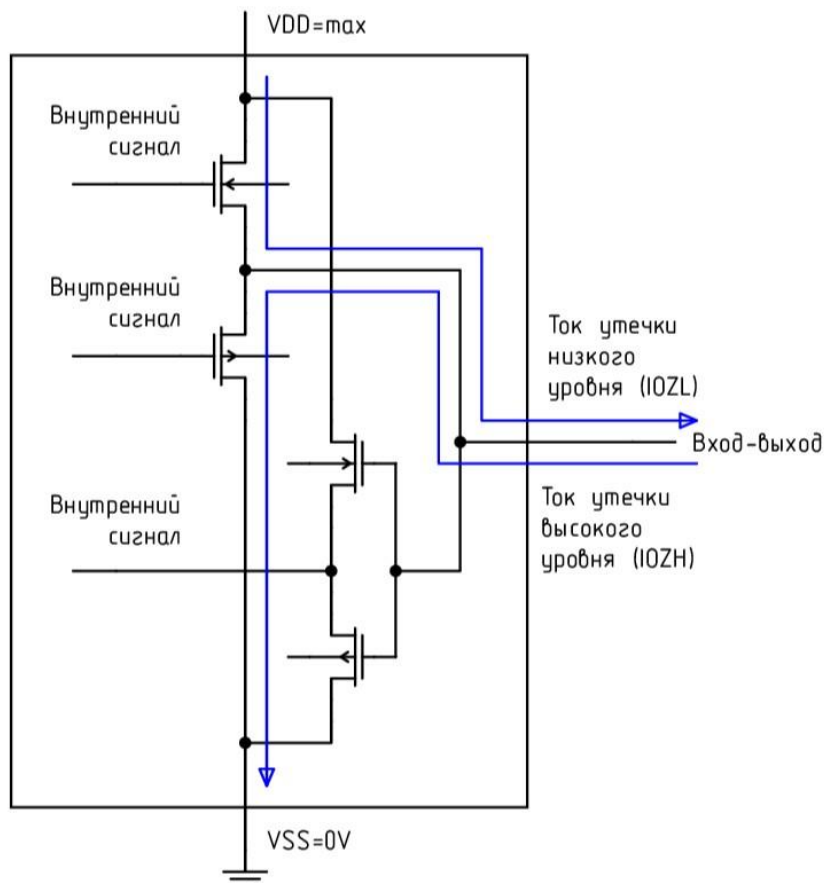 VDD=max
Внутренний
сигнал
Внутренний
сигнал
Ток утечки
низкого
уровня (IOZL)
Вход-выход
Ток утечки
высокого
уровня (IOZH)
Внутренний
сигнал
VSS=0V